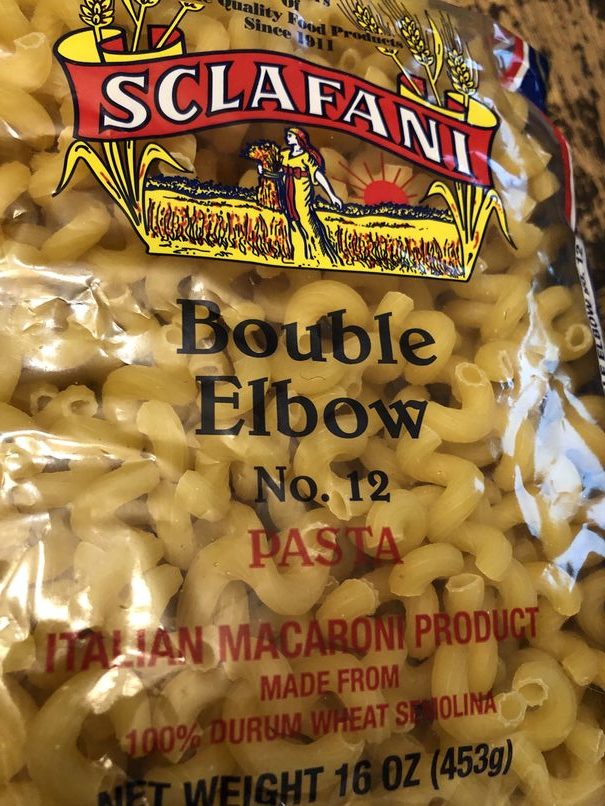 of
Quality Food Products
Since 1911
SCLAFANI
Bouble
Elbow
No. 12
PASTA
ITALIAN MACARONI PRODUCT
MADE FROM
100% DURUM WHEAT SEMOLINA
NET WEIGHT 16 OZ (453g)